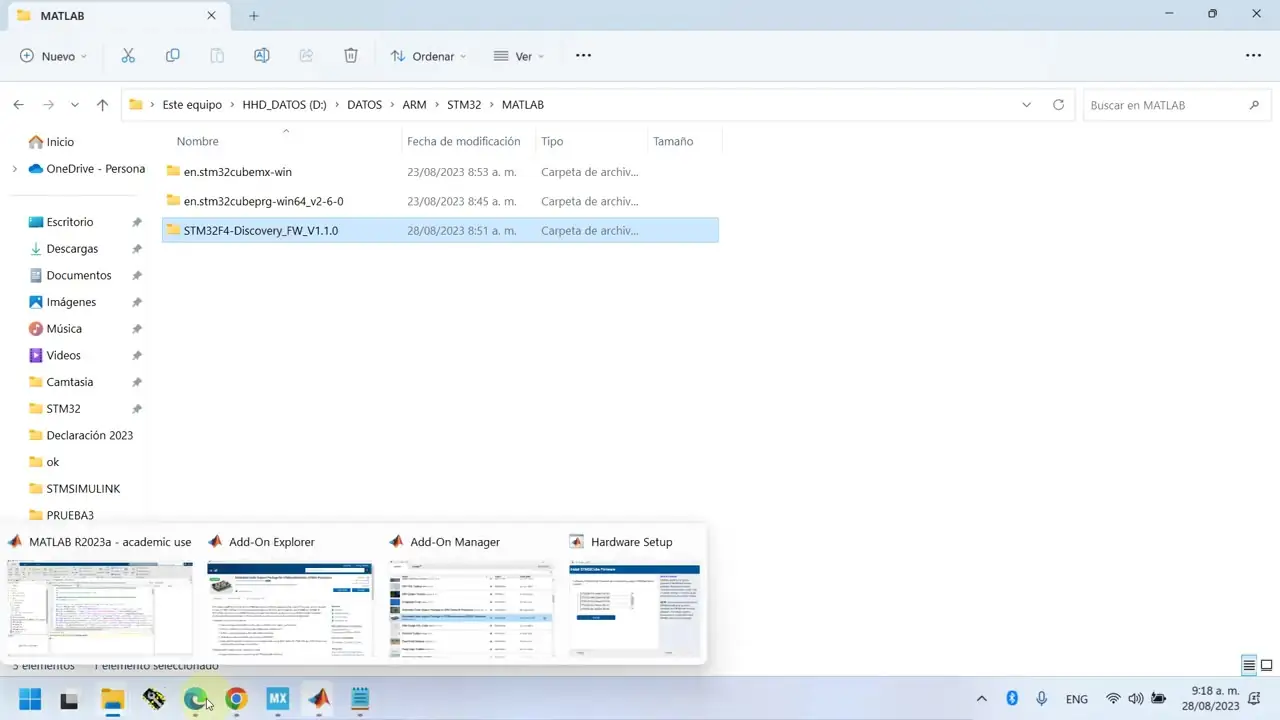 MATLAB
Nuevo
Ordenar
Ver
Este equipo > HHD_DATOS (D:) > DATOS > ARM > STM32 > MATLAB
Buscar en MATLAB
Nombre Fecha de modificación Tipo Tamaño
Inicio
OneDrive - Persona
Escritorio
Descargas
Documentos
Imágenes
Música
Videos
Camtasia
STM32
Declaración 2023
ok
STMSIMULINK
PRUEBA3
en.stm32cubemx-win 23/08/2023 8:53 a. m. Carpeta de archiv...
en.stm32cubeprg-win64_v2-6-0 23/08/2023 8:45 a. m. Carpeta de archiv...
STM32F4-Discovery_FW_V1.1.0 28/08/2023 8:51 a. m. Carpeta de archiv...
MATLAB R2023a - academic use
Add-On Explorer
Add-On Manager
Hardware Setup
3 elementos 1 elemento seleccionado
MX
ENG
9:18 a. m.
28/08/2023